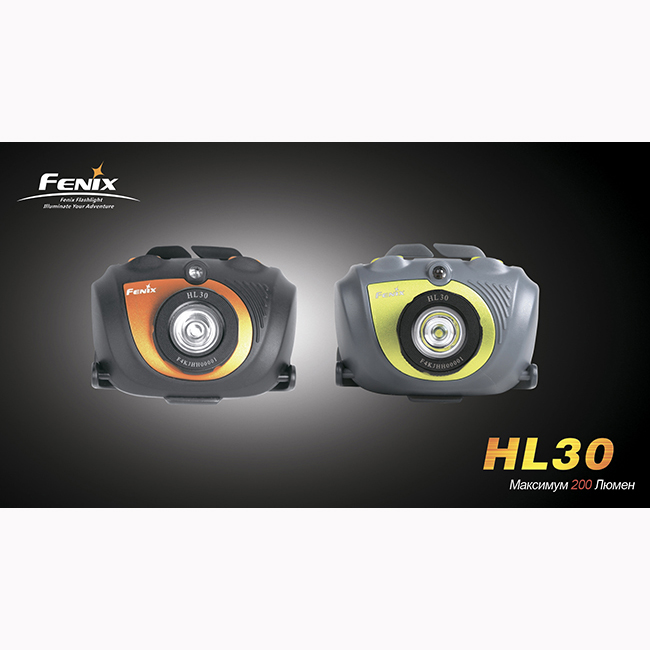 FENIX
Fenix Flashlight
Illuminate Your Adventure
FENIX
HL30
F4KJHH00001
FENIX
HL30
F4KJHH00001
HL30
Максимум 200 Люмен